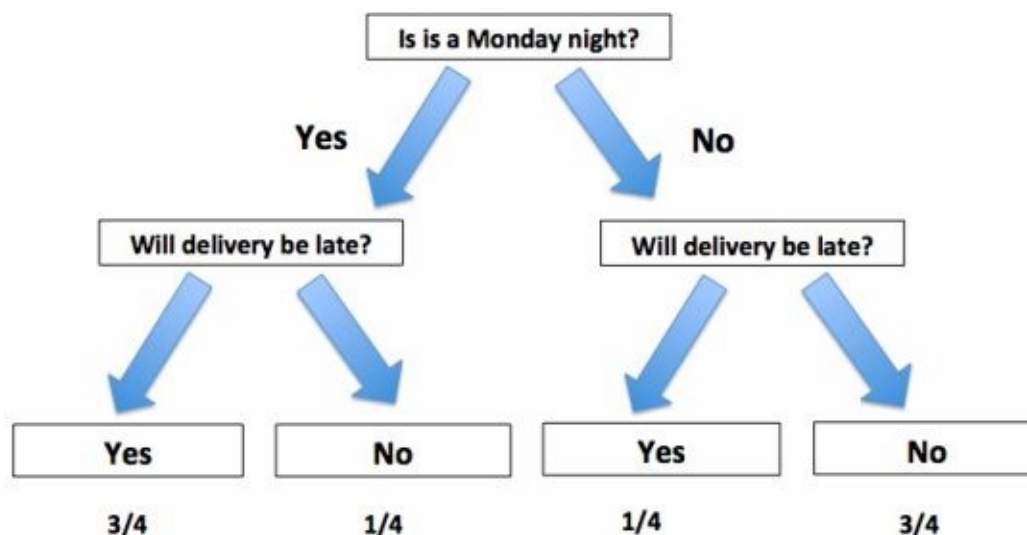 Is is a Monday night?
Yes
No
Will delivery be late?
Will delivery be late?
Yes
No
Yes
No
3/4
1/4
1/4
3/4